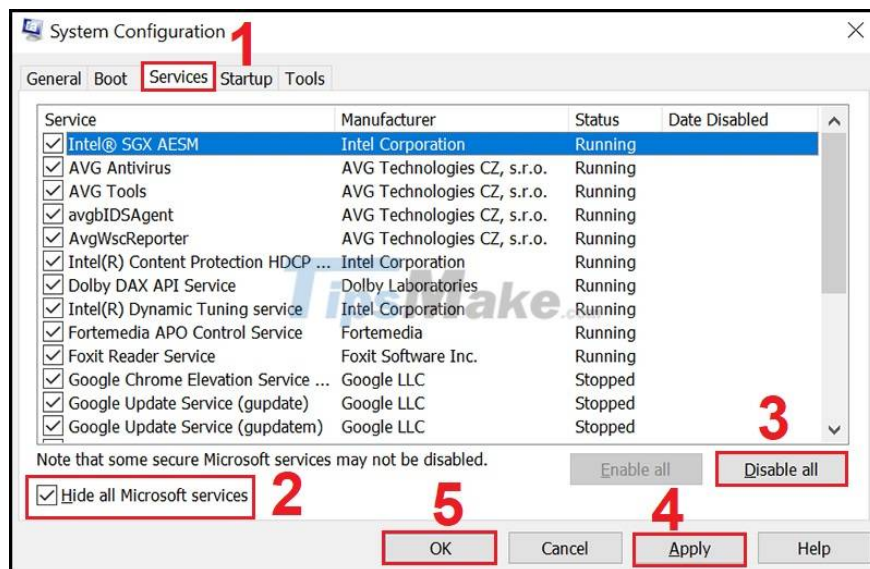 System Configuration
1
General Boot Services Startup Tools
Service Manufacturer Status Date Disabled
Intel® SGX AESM Intel Corporation Running
AVG Antivirus AVG Technologies CZ, s.r.o. Running
AVG Tools AVG Technologies CZ, s.r.o. Running
avgbIDSAgent AVG Technologies CZ, s.r.o. Running
AvgWscReporter AVG Technologies CZ, s.r.o. Running
Intel(R) Content Protection HDCP ... Intel Corporation Running
Dolby DAX API Service Dolby Laboratories Running
Intel(R) Dynamic Tuning service Intel Corporation Running
TipsMake.com
Fortemedia APO Control Service Fortemedia Running
Foxit Reader Service Foxit Software Inc. Running
Google Chrome Elevation Service ... Google LLC Stopped
Google Update Service (gupdate) Google LLC Stopped
Google Update Service (gupdatem) Google LLC Stopped
3
Note that some secure Microsoft services may not be disabled.
Enable all Disable all
Hide all Microsoft services
2
5
4
OK Cancel Apply Help